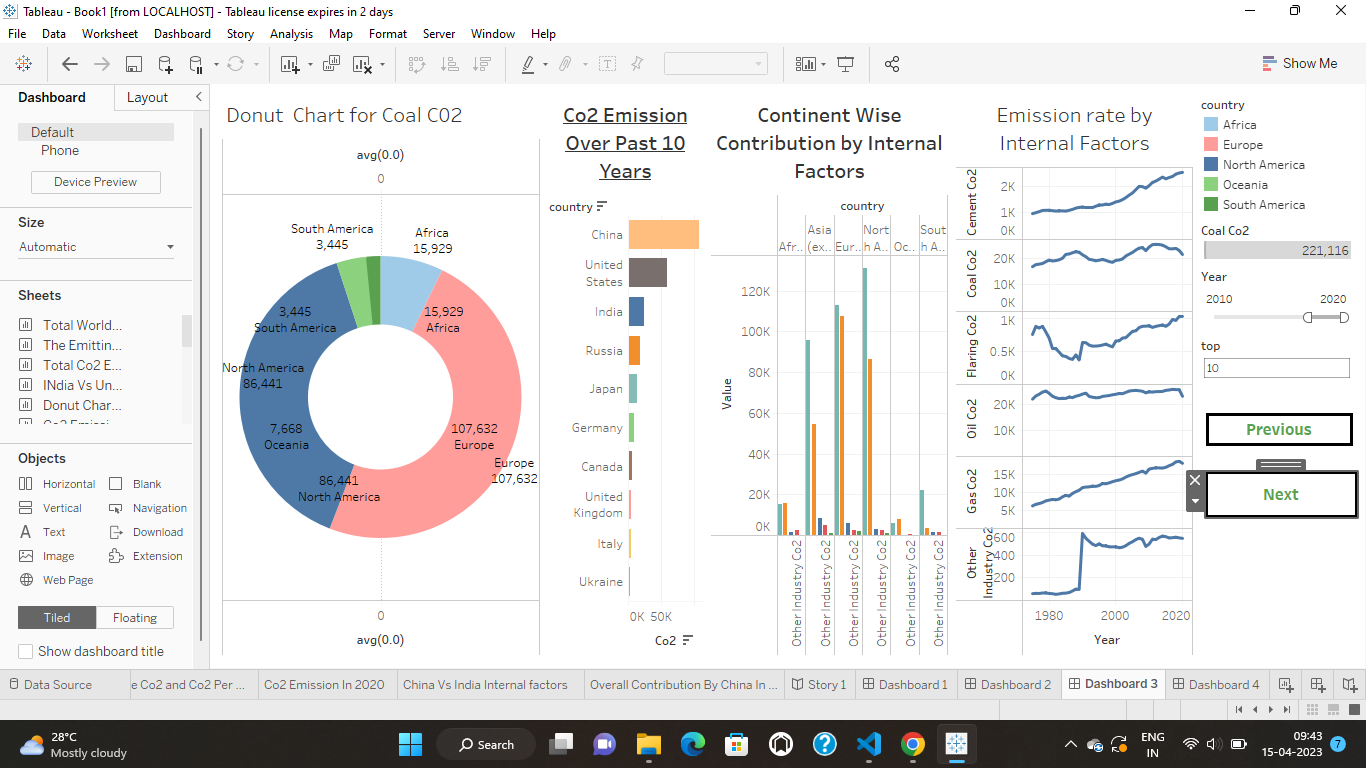 Tableau - Book1 [from LOCALHOST] - Tableau license expires in 2 days
File Data Worksheet Dashboard Story Analysis Map Format Server Window Help
Show Me
Dashboard Layout
Default
Phone
Device Preview
Size
Automatic
Sheets
Total World...
The Emittin...
Total Co2 E...
INdia Vs Un...
Donut Char...
Co2 Emissi...
Objects
Horizontal Blank
Vertical Navigation
Text Download
Image Extension
Web Page
Tiled Floating
Show dashboard title
Donut Chart for Coal C02
avg(0.0)
0
South America
3,445
Africa
15,929
3,445
South America
15,929
Africa
North America
86,441
7,668
Oceania
107,632
Europe
Europe
107,632
86,441
North America
0
avg(0.0)
Co2 Emission
Over Past 10
Years
country
China
United
States
India
Russia
Japan
Germany
Canada
United
Kingdom
Italy
Ukraine
0K 50K
Co2
Continent Wise
Contribution by Internal
Factors
country
Afr..
Asia
(ex..
Eur..
Nort
h A..
Oc..
Sout
h A..
Value
120K
100K
80K
60K
40K
20K
0K
Other Industry Co2
Other Industry Co2
Other Industry Co2
Other Industry Co2
Other Industry Co2
Other Industry Co2
Emission rate by
Internal Factors
Cement Co2
2K
1K
0K
Coal Co2
20K
10K
0K
Flaring Co2
1K
0.5K
0K
Oil Co2
20K
10K
Gas Co2
15K
10K
5K
Other
Industry Co2
600
400
200
1980 2000 2020
Year
country
Africa
Europe
North America
Oceania
South America
Coal Co2
221,116
Year
2010 2020
top
10
Previous
Next
Data Source
e Co2 and Co2 Per ...
Co2 Emission In 2020
China Vs India Internal factors
Overall Contribution By China In ...
Story 1
Dashboard 1
Dashboard 2
Dashboard 3
Dashboard 4
28°C
Mostly cloudy
Search
ENG
IN
09:43
15-04-2023
7